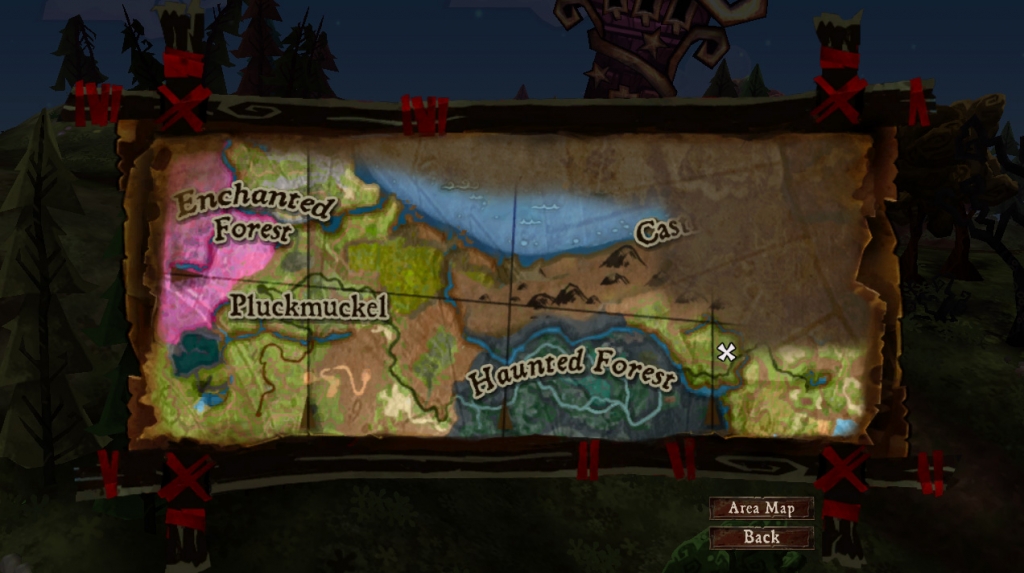 Enchanted
Forest
Cast
Pluckmuckel
Haunted Forest
Area Map
Back